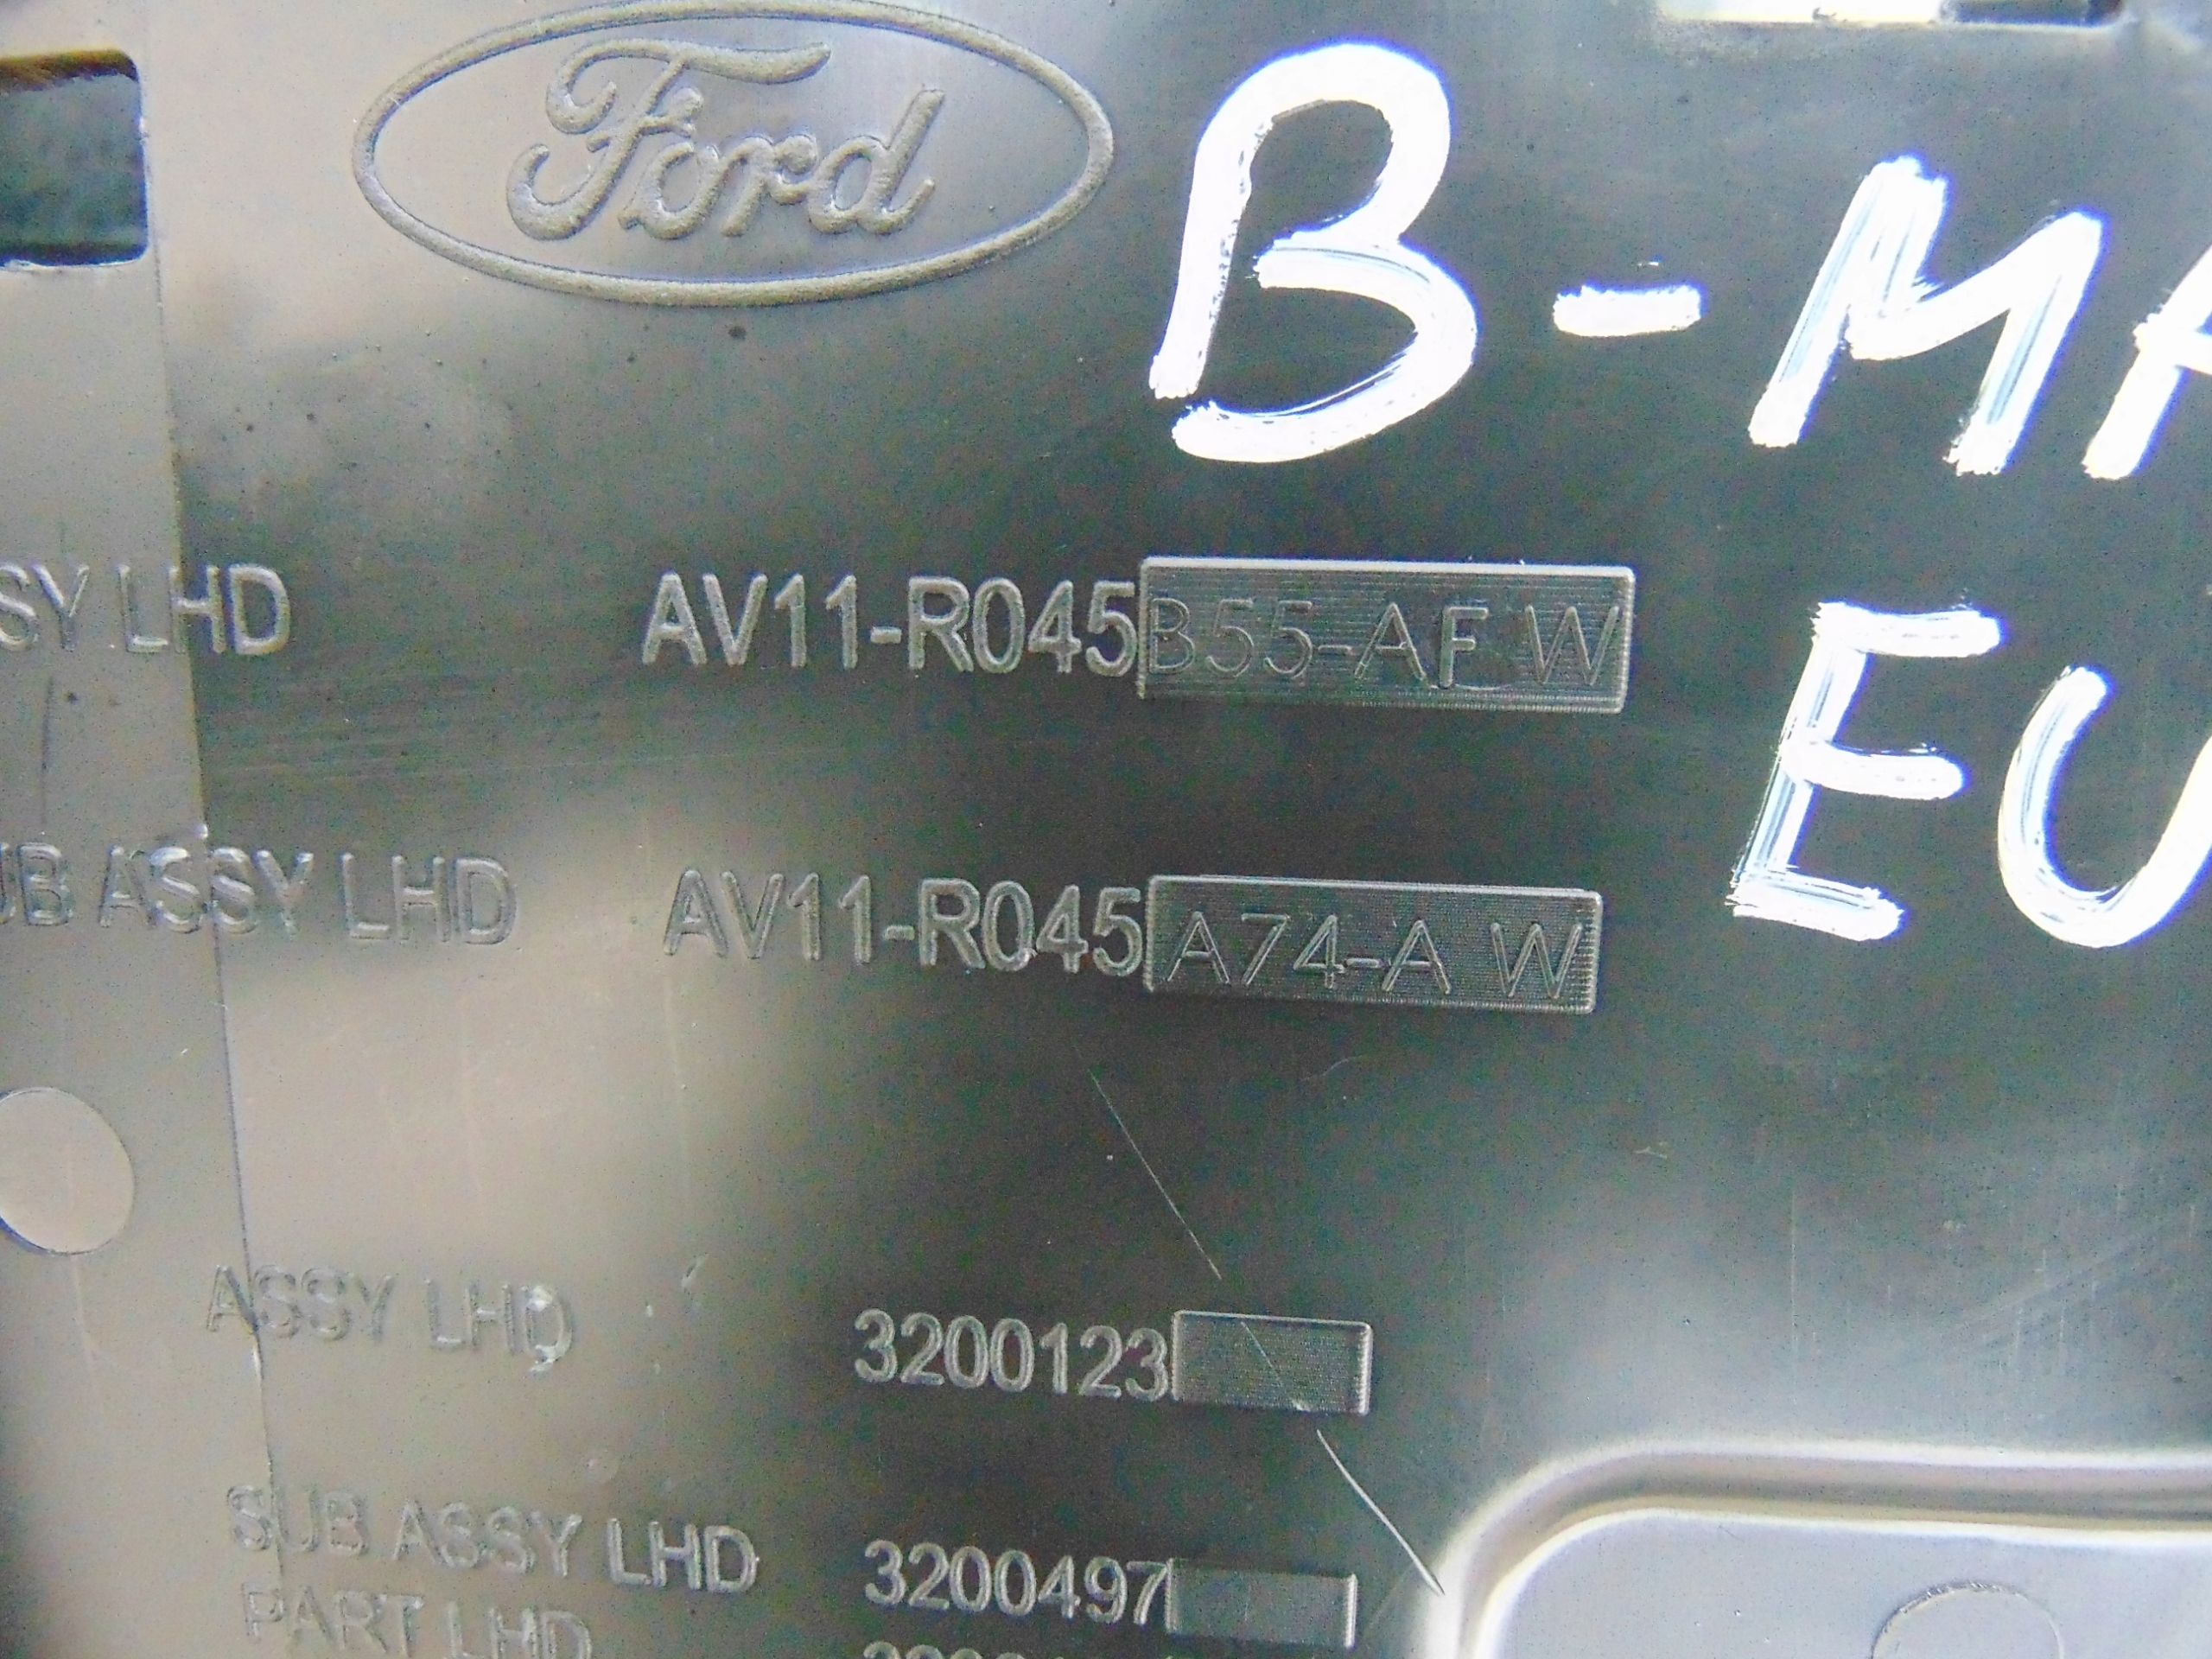 Ford
B-MA
SY LHD AV11-R045B55-AF W
EU
UB ASSY LHD AV11-R045A74-A W
ASSY LHD 3200123
SUB ASSY LHD 3200497
PART LHD